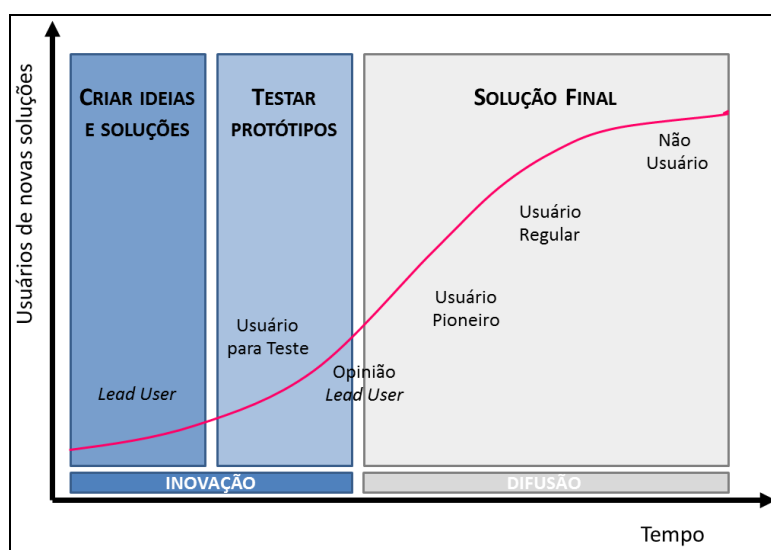 Usuários de novas soluções
CRIAR IDEIAS
E SOLUÇÕES
TESTAR
PROTÓTIPOS
SOLUÇÃO FINAL
Não
Usuário
Usuário
Regular
Usuário
Pioneiro
Usuário
para Teste
Opinião
Lead User
Lead User
INOVAÇÃO
DIFUSÃO
Tempo